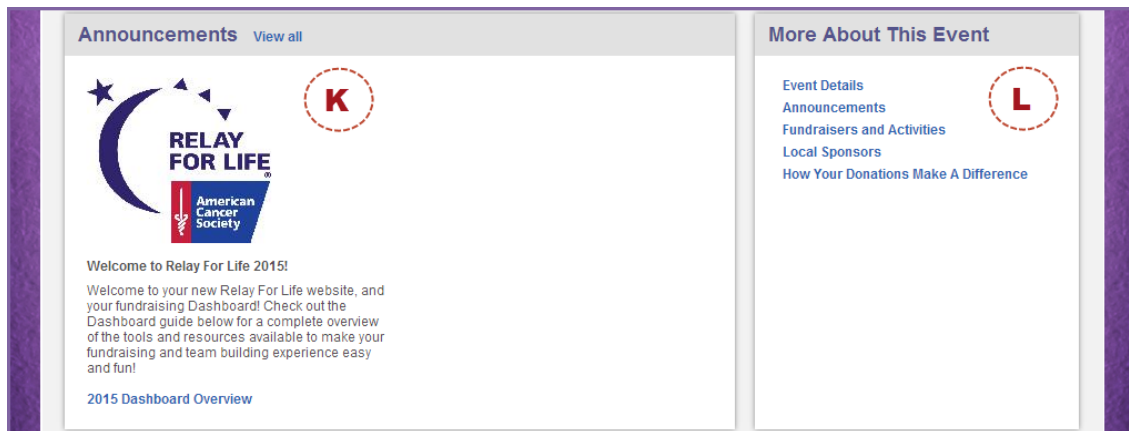 Announcements View all
K
RELAY
FOR LIFE®
American
Cancer
Society
Welcome to Relay For Life 2015!
Welcome to your new Relay For Life website, and
your fundraising Dashboard! Check out the
Dashboard guide below for a complete overview
of the tools and resources available to make your
fundraising and team building experience easy
and fun!
2015 Dashboard Overview
More About This Event
L
Event Details
Announcements
Fundraisers and Activities
Local Sponsors
How Your Donations Make A Difference